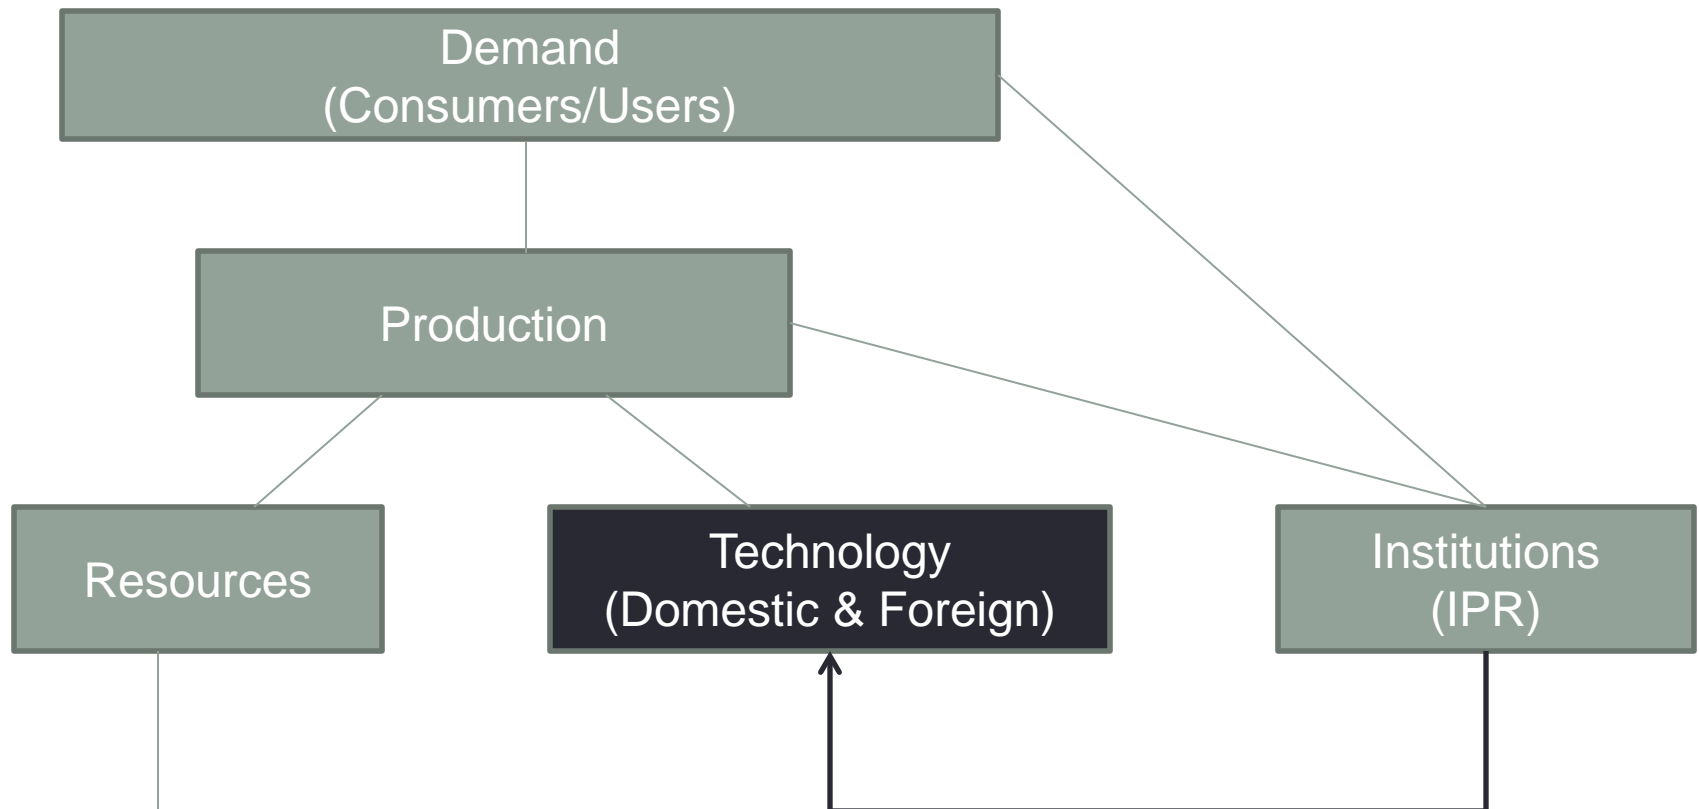 Demand
(Consumers/Users)
Production
Resources
Technology
(Domestic & Foreign)
Institutions
(IPR)